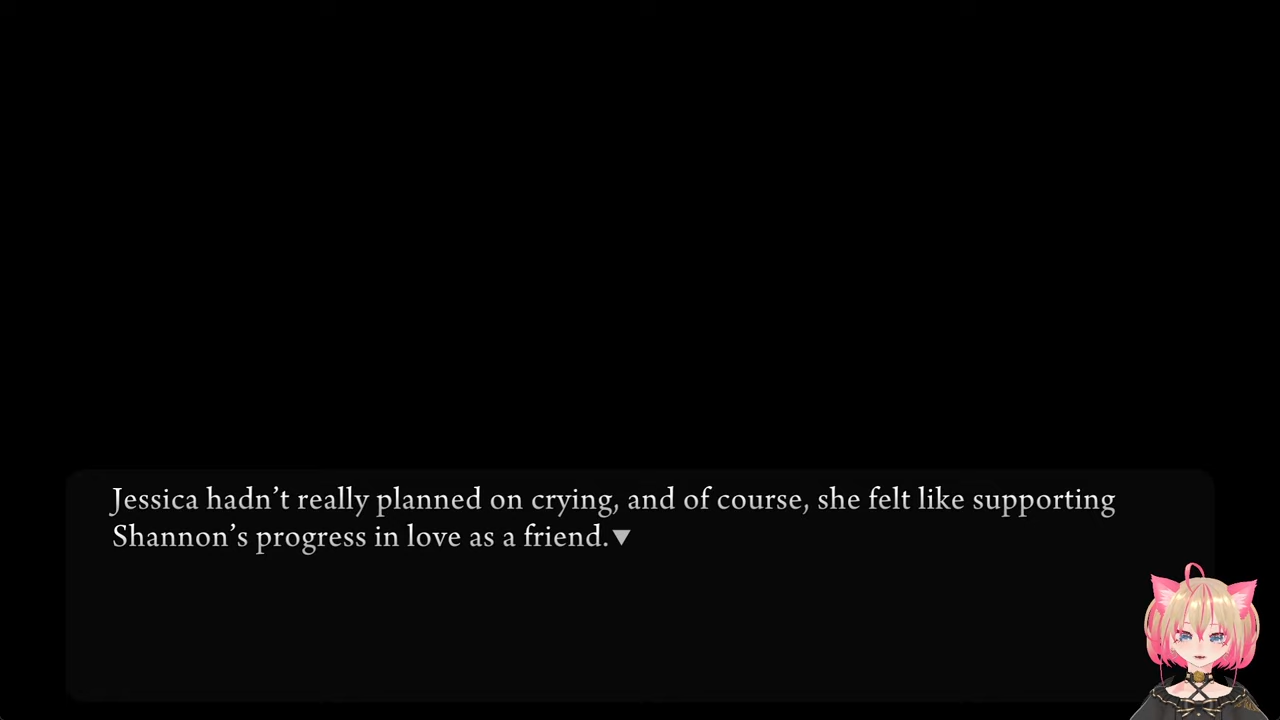 Jessica hadn’t really planned on crying, and of course, she felt like supporting
Shannon’s progress in love as a friend.▼